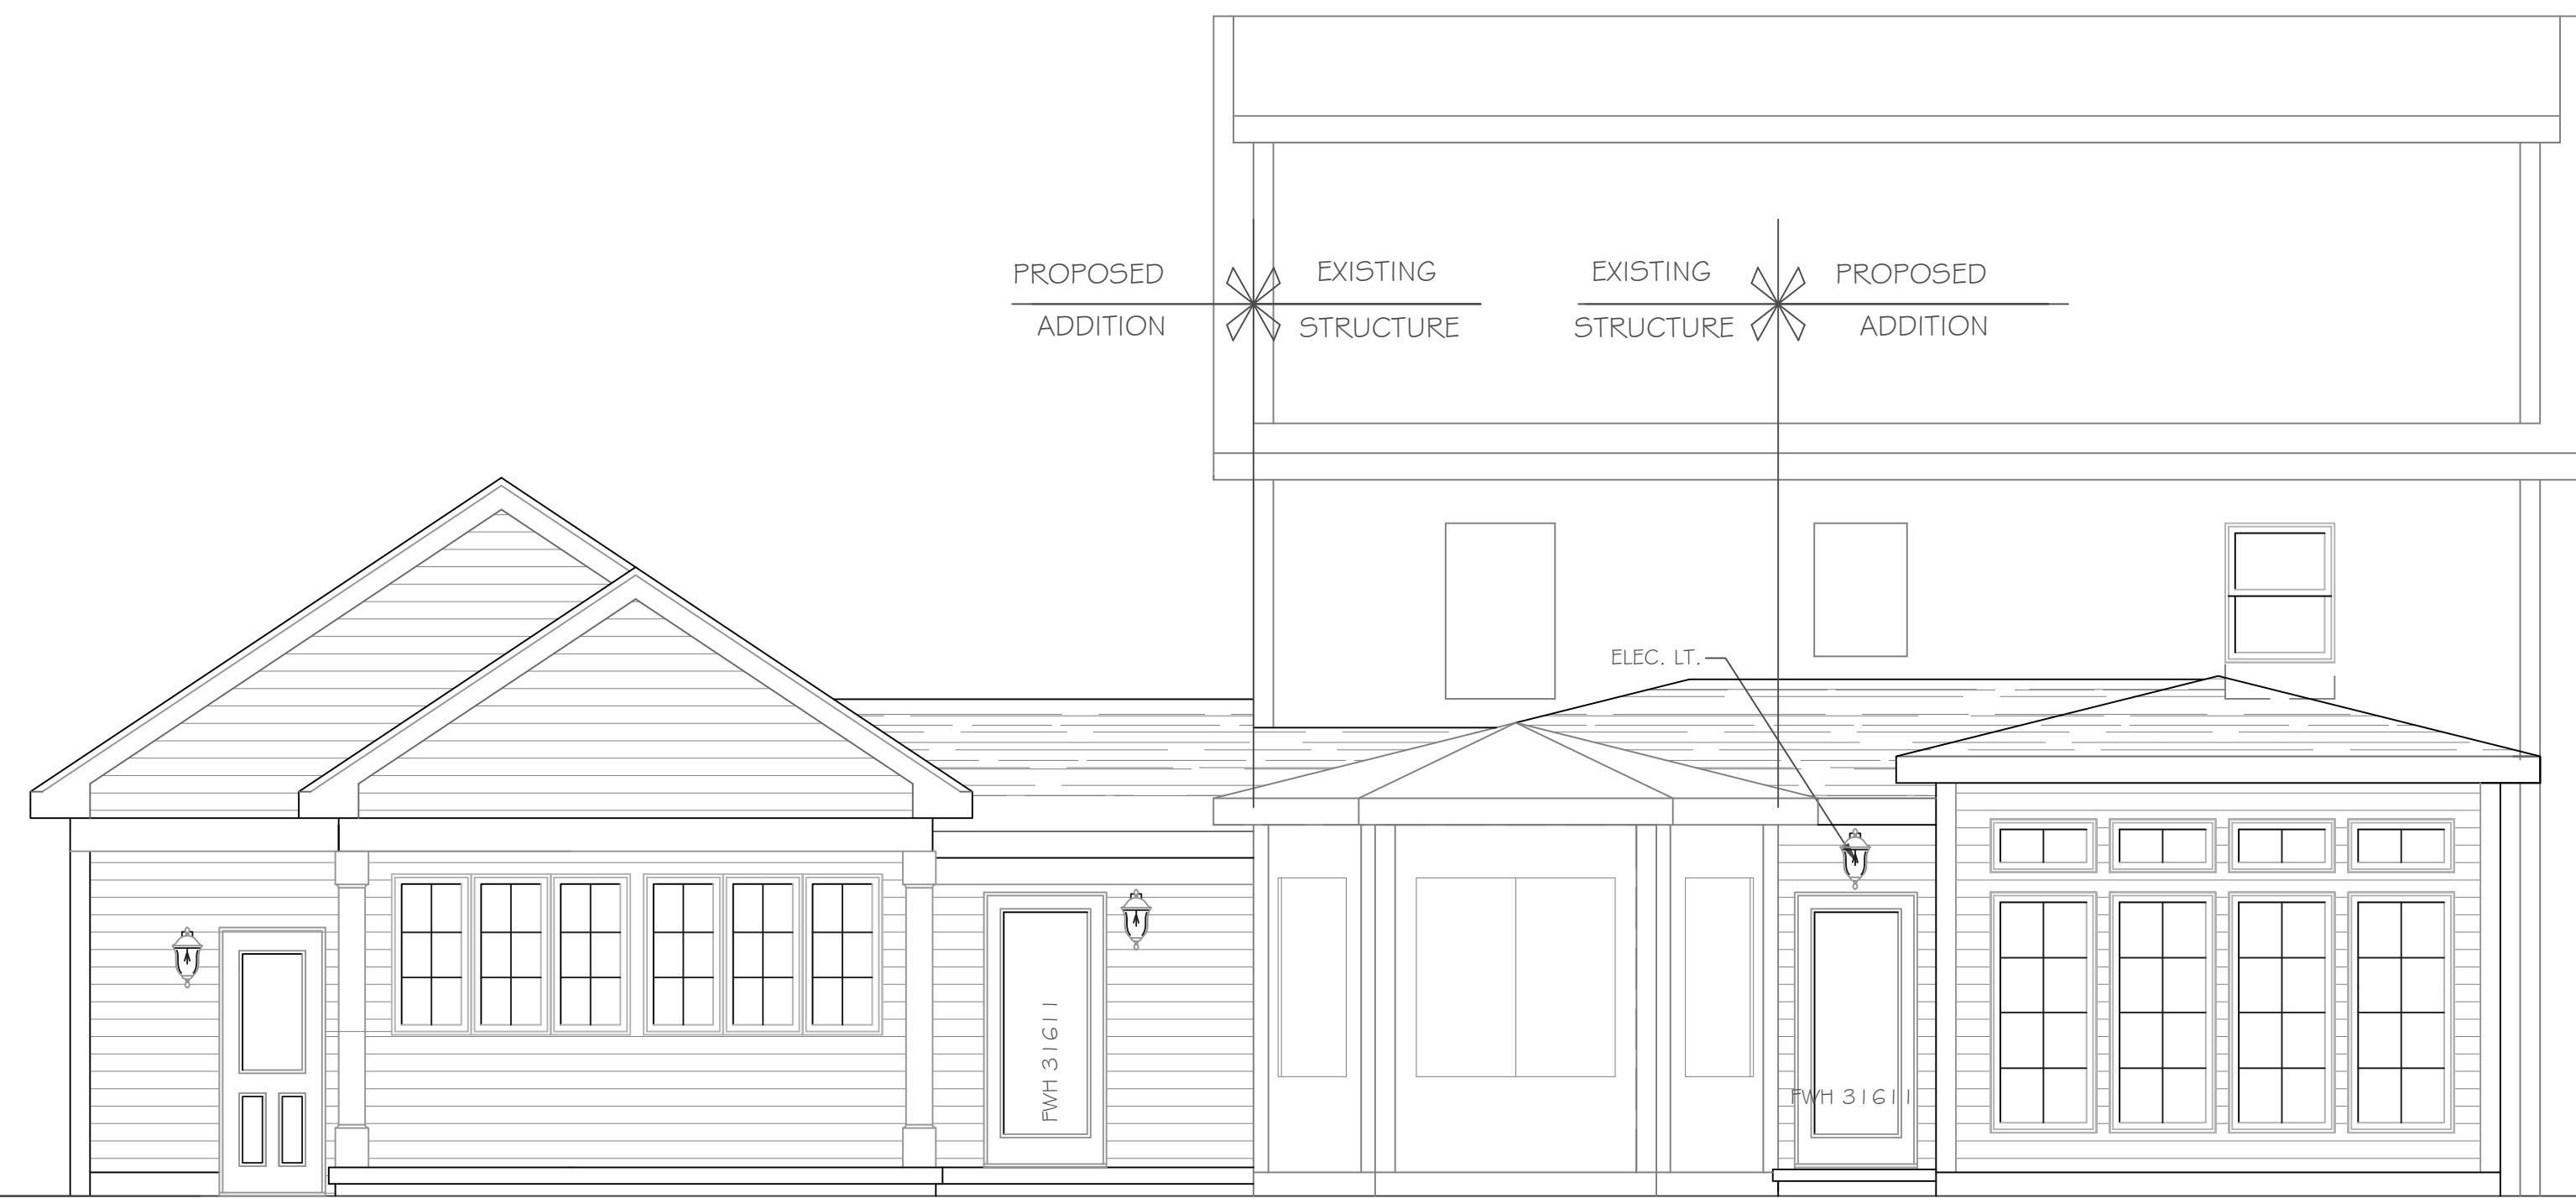 PROPOSED
ADDITION
EXISTING
STRUCTURE
EXISTING
STRUCTURE
PROPOSED
ADDITION
ELEC. LT.
FWH 31611
FWH 31611